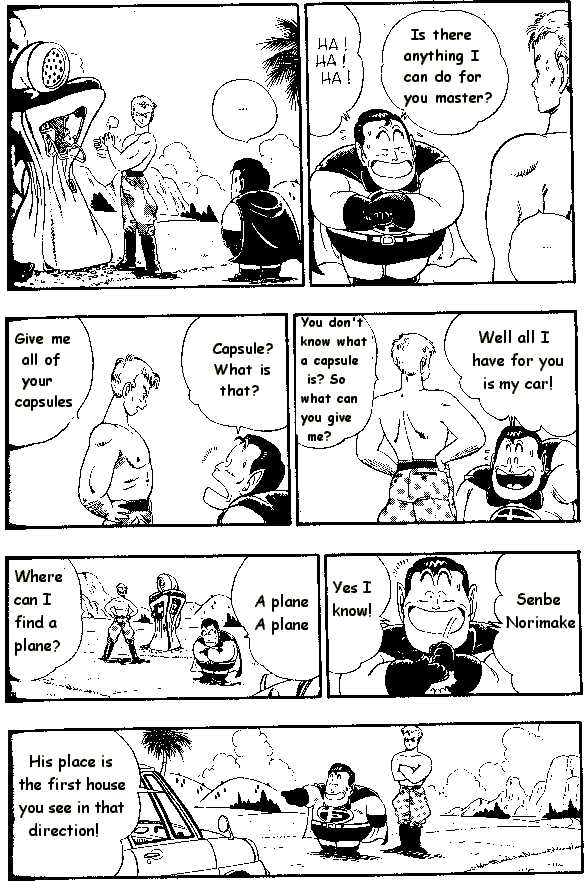 ...
HA!
HA!
HA!
Is there
anything I
can do for
you master?
...
Give me
all of
your
capsules
Capsule?
What is
that?
You don't
know what
a capsule
is? So
what can
you give
me?
Well all I
have for you
is my car!
Where
can I
find a
plane?
A plane
A plane
Yes I
know!
Senbe
Norimake
His place is
the first house
you see in that
direction!